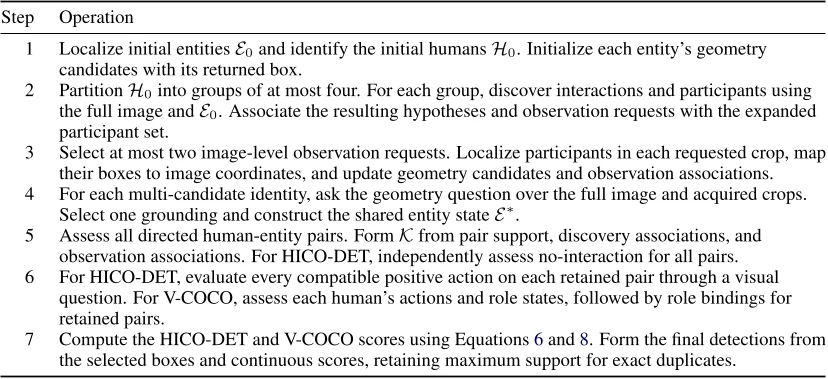 Step Operation
1 Localize initial entities ℰ₀ and identify the initial humans ℋ₀. Initialize each entity's geometry
candidates with its returned box.
2 Partition ℋ₀ into groups of at most four. For each group, discover interactions and participants using
the full image and ℰ₀. Associate the resulting hypotheses and observation requests with the expanded
participant set.
3 Select at most two image-level observation requests. Localize participants in each requested crop, map
their boxes to image coordinates, and update geometry candidates and observation associations.
4 For each multi-candidate identity, ask the geometry question over the full image and acquired crops.
Select one grounding and construct the shared entity state ℰ*.
5 Assess all directed human-entity pairs. Form 𝒦 from pair support, discovery associations, and
observation associations. For HICO-DET, independently assess no-interaction for all pairs.
6 For HICO-DET, evaluate every compatible positive action on each retained pair through a visual
question. For V-COCO, assess each human's actions and role states, followed by role bindings for
retained pairs.
7 Compute the HICO-DET and V-COCO scores using Equations 6 and 8. Form the final detections from
the selected boxes and continuous scores, retaining maximum support for exact duplicates.